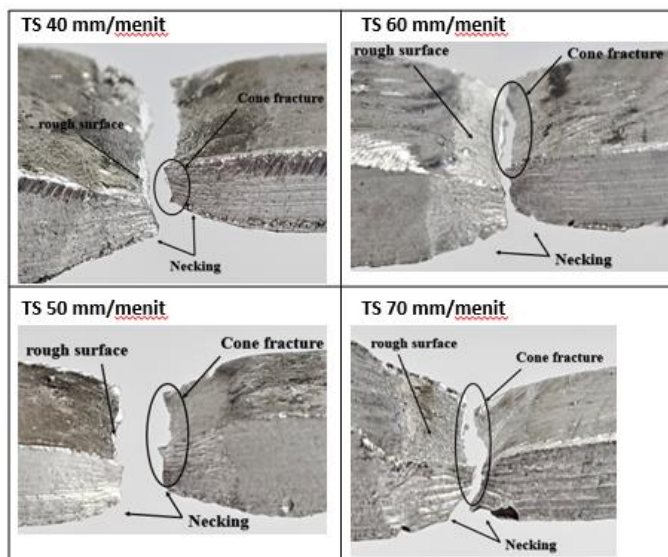 TS 40 mm/menit
Cone fracture
rough surface
Necking
TS 60 mm/menit
Cone fracture
rough surface
Necking
TS 50 mm/menit
Cone fracture
rough surface
Necking
TS 70 mm/menit
rough surface
Cone fracture
Necking